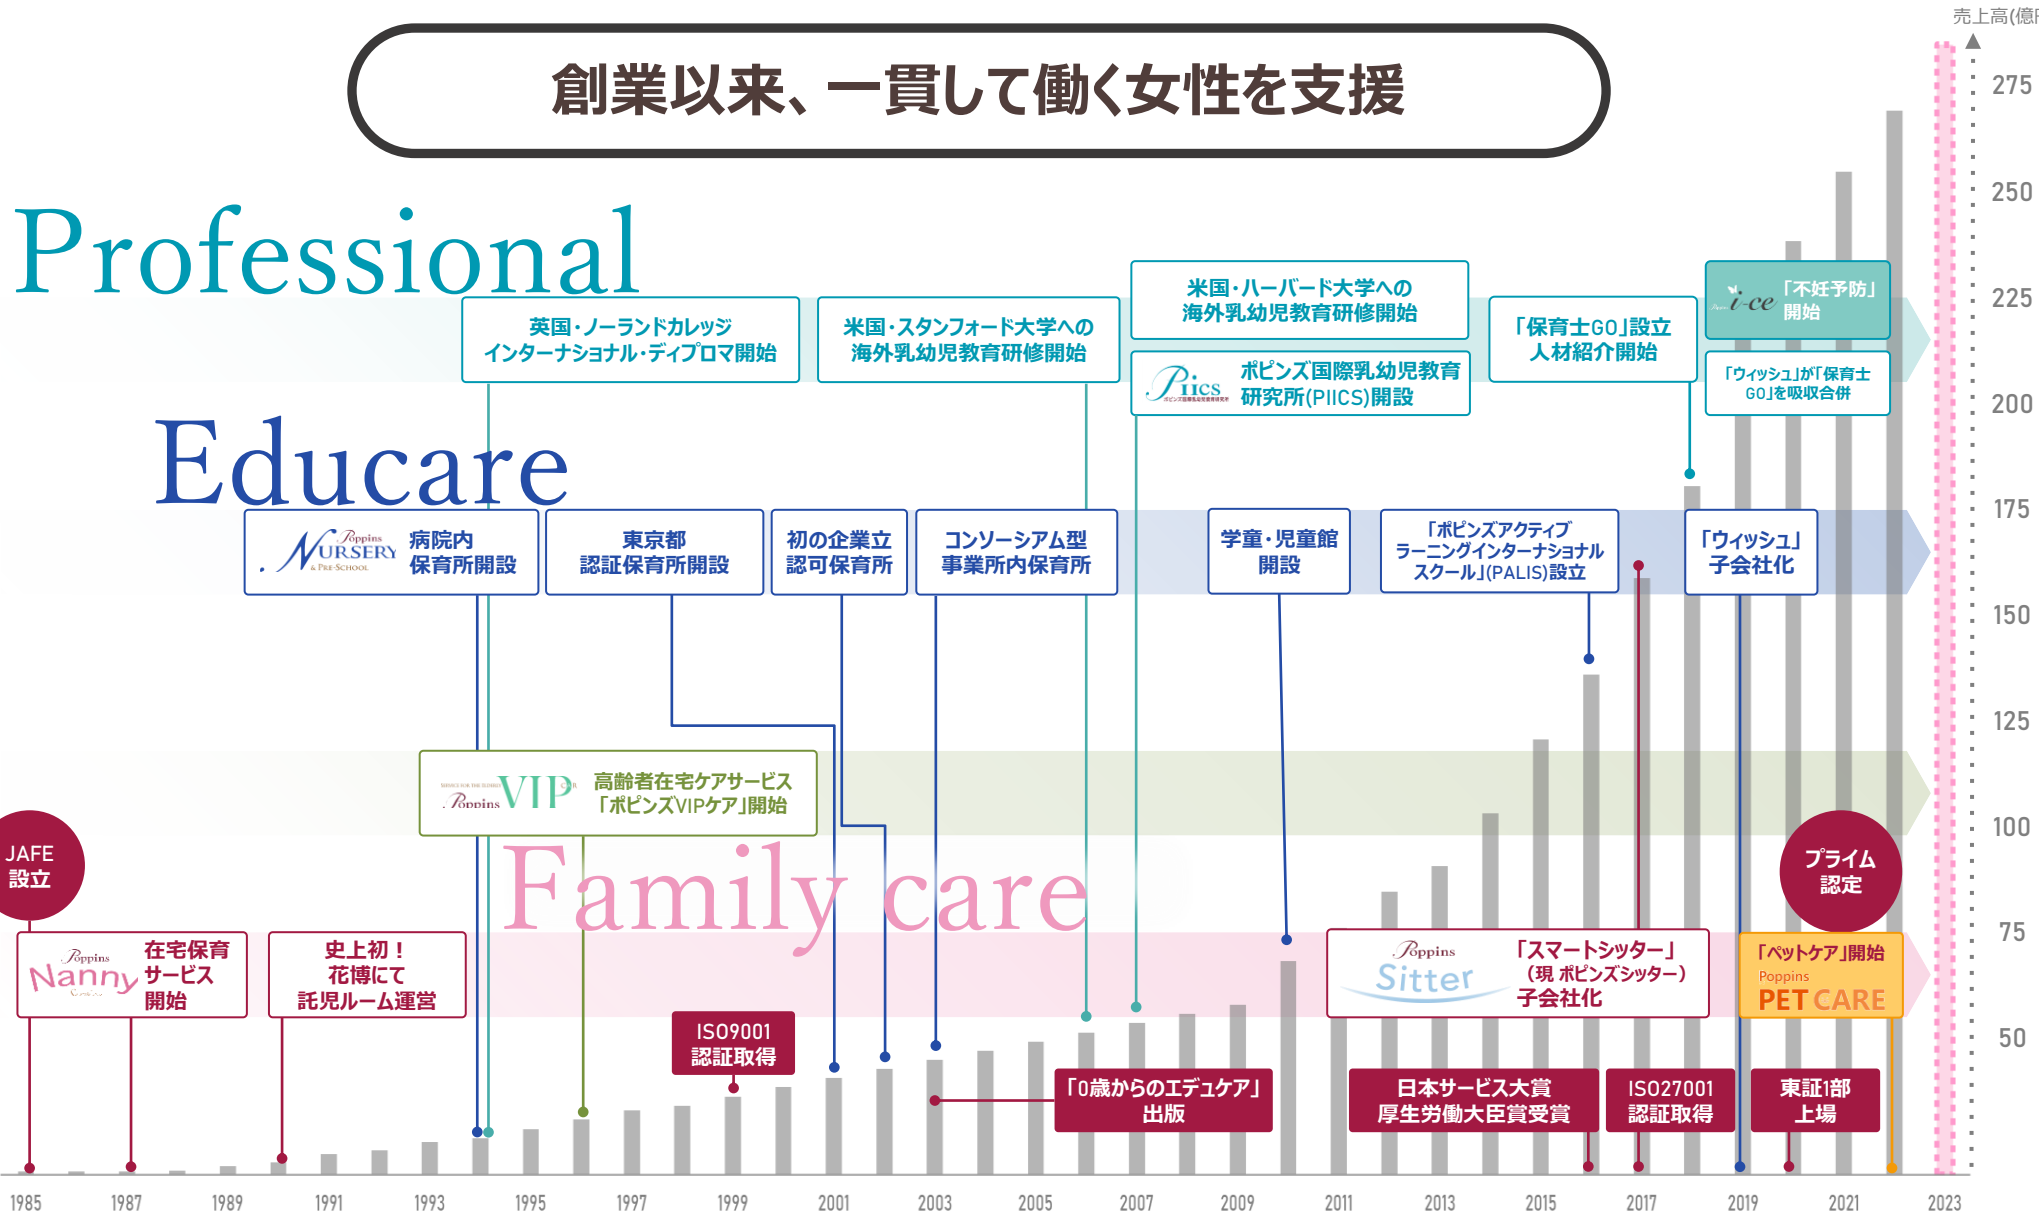 売上高(億
創業以来、一貫して働く女性を支援
275
250
225
200
175
150
125
100
75
50
Professional
英国・ノーランドカレッジ
インターナショナル・ディプロマ開始
米国・スタンフォード大学への
海外乳幼児教育研修開始
米国・ハーバード大学への
海外乳幼児教育研修開始
Piics
ポピンズ国際乳幼児教育研究所
ポピンズ国際乳幼児教育
研究所(PIICS)開設
「保育士GO」設立
人材紹介開始
i-ce
「不妊予防」
開始
「ウィッシュ」が「保育士
GO」を吸収合併
Educare
Poppins
NURSERY
& PRE-SCHOOL
病院内
保育所開設
東京都
認証保育所開設
初の企業立
認可保育所
コンソーシアム型
事業所内保育所
学童・児童館
開設
「ポピンズアクティブ
ラーニングインターナショナル
スクール」(PALIS)設立
「ウィッシュ」
子会社化
Poppins VIP
高齢者在宅ケアサービス
「ポピンズVIPケア」開始
Family care
JAFE
設立
Poppins
Nanny
在宅保育
サービス
開始
史上初！
花博にて
託児ルーム運営
ISO9001
認証取得
「0歳からのエデュケア」
出版
Poppins
Sitter
「スマートシッター」
（現 ポピンズシッター）
子会社化
プライム
認定
「ペットケア」開始
Poppins
PET CARE
日本サービス大賞
厚生労働大臣賞受賞
ISO27001
認証取得
東証1部
上場
1985
1987
1989
1991
1993
1995
1997
1999
2001
2003
2005
2007
2009
2011
2013
2015
2017
2019
2021
2023